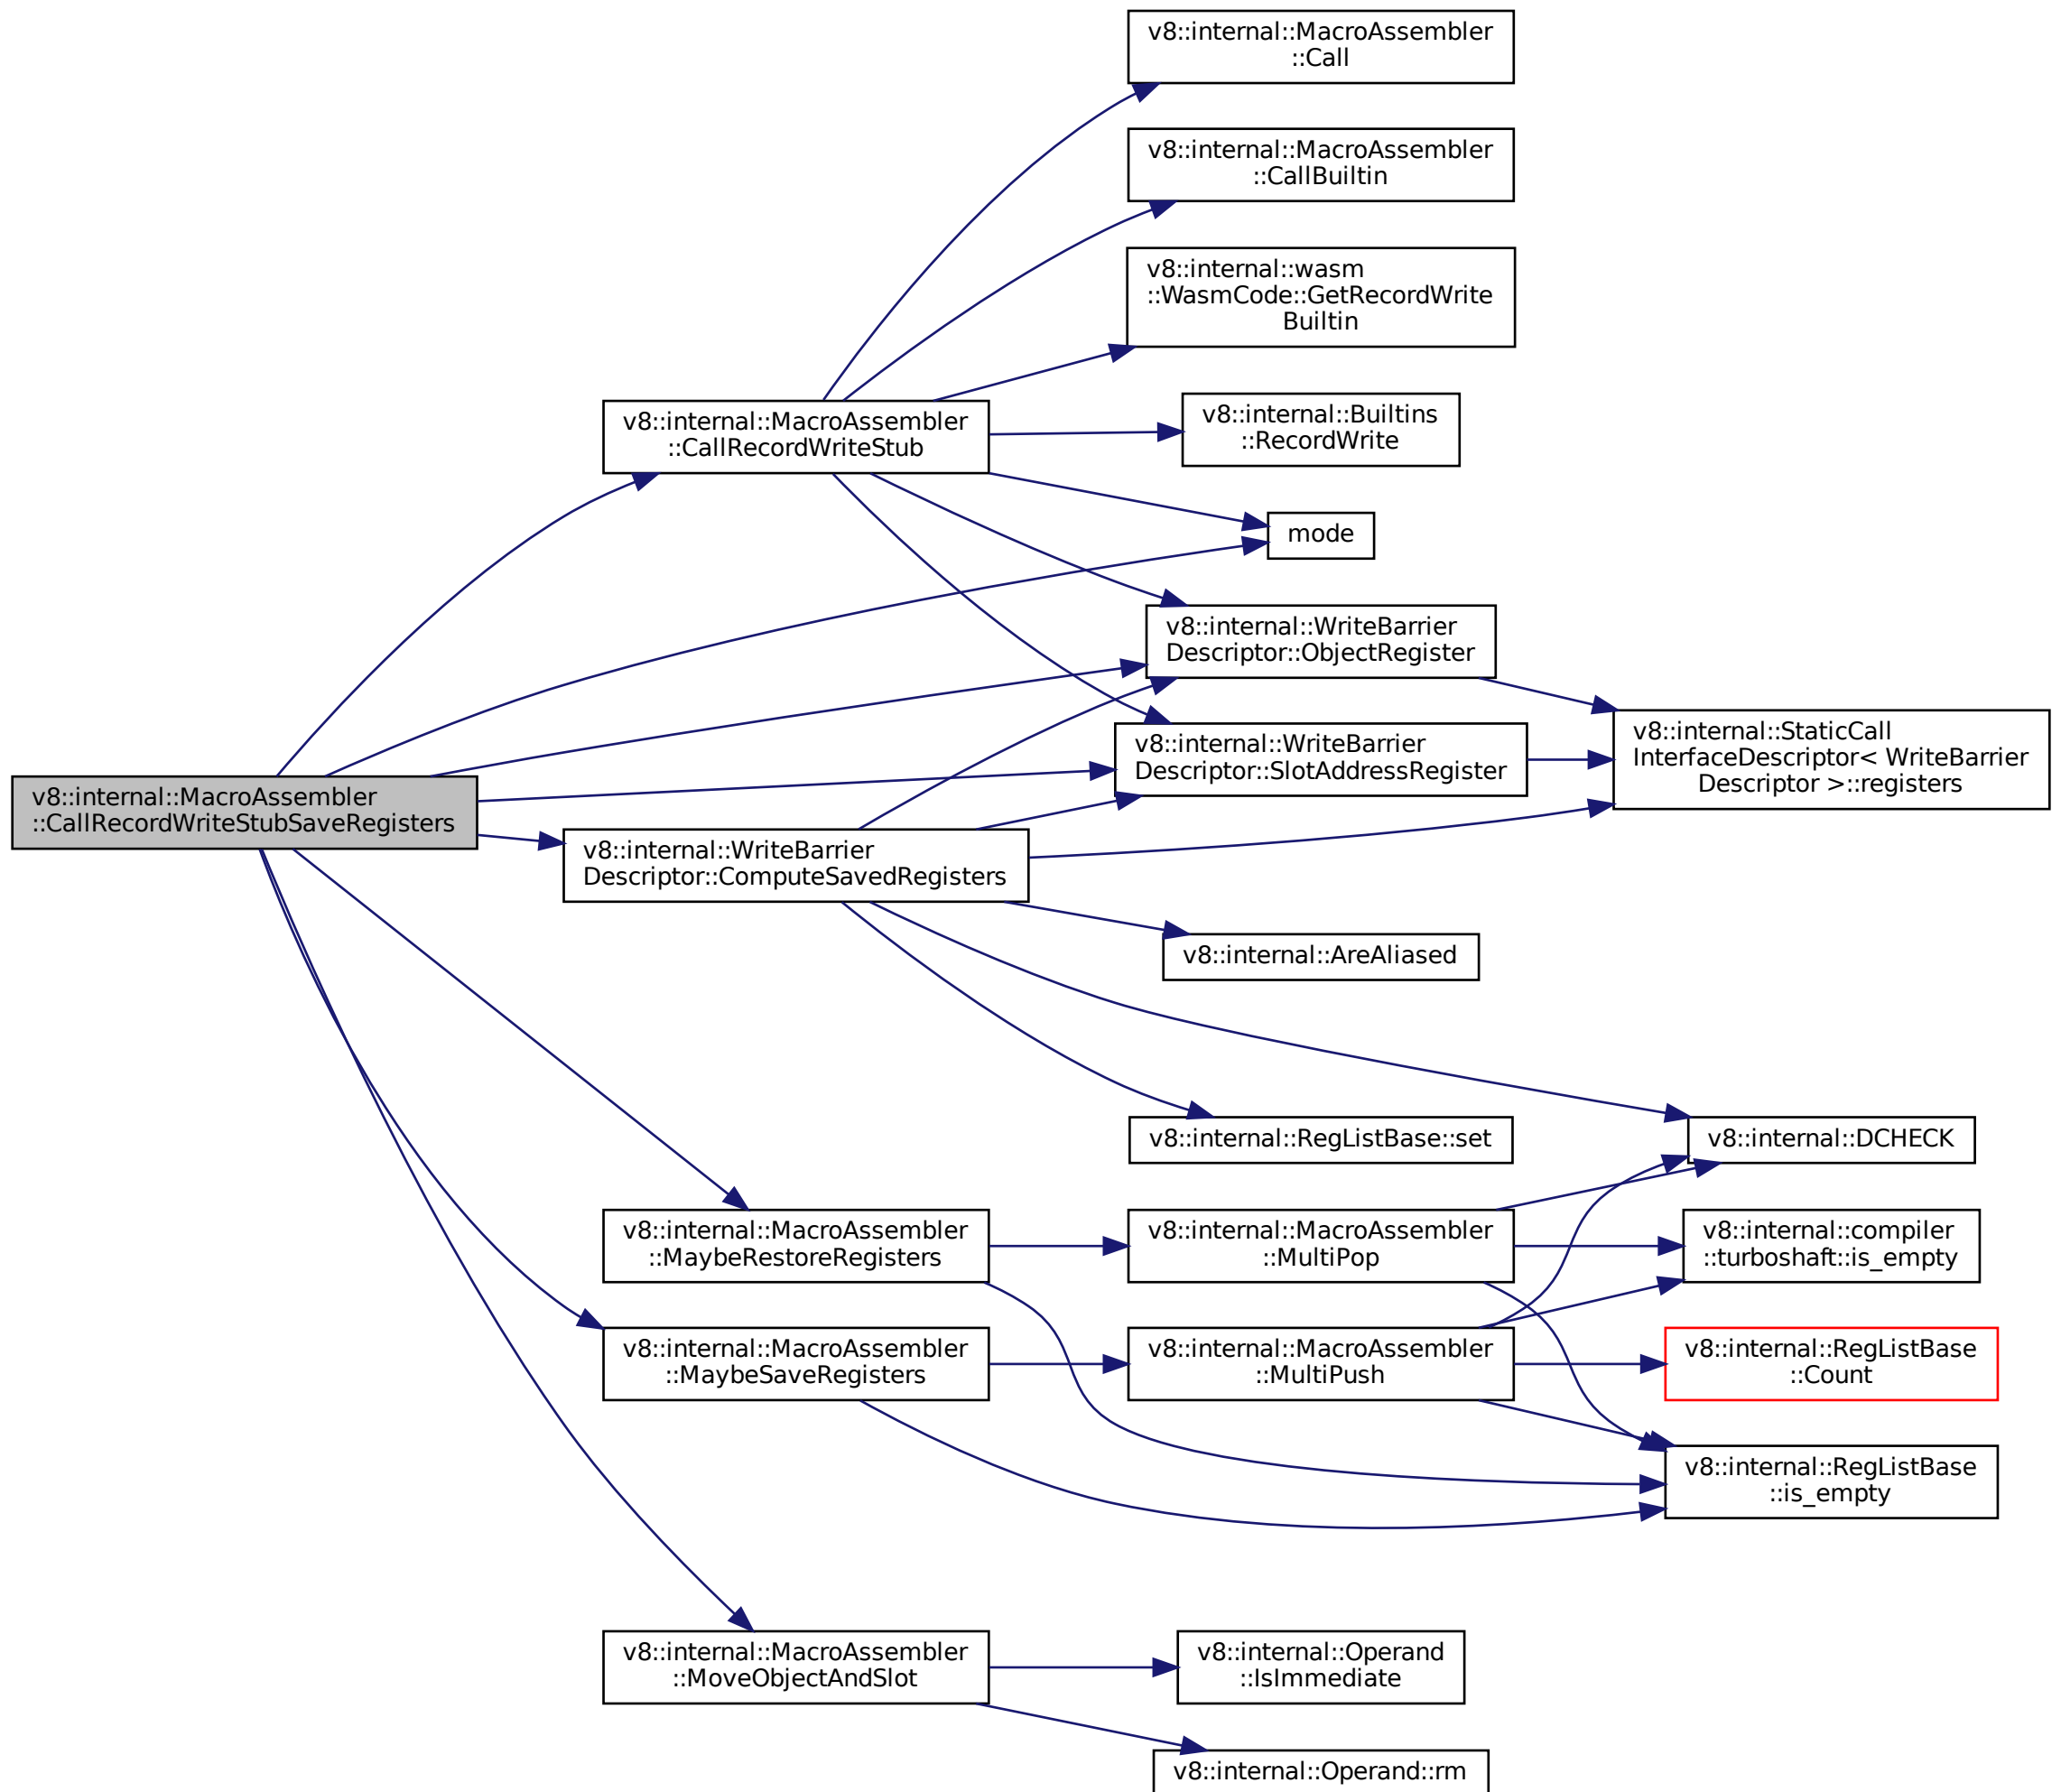 v8::internal::MacroAssembler
::Call
v8::internal::MacroAssembler
::CallBuiltin
v8::internal::wasm
::WasmCode::GetRecordWrite
Builtin
v8::internal::MacroAssembler
::CallRecordWriteStub
v8::internal::Builtins
::RecordWrite
mode
v8::internal::WriteBarrier
Descriptor::ObjectRegister
v8::internal::WriteBarrier
Descriptor::SlotAddressRegister
v8::internal::StaticCall
InterfaceDescriptor< WriteBarrier
Descriptor >::registers
v8::internal::MacroAssembler
::CallRecordWriteStubSaveRegisters
v8::internal::WriteBarrier
Descriptor::ComputeSavedRegisters
v8::internal::AreAliased
v8::internal::RegListBase::set
v8::internal::DCHECK
v8::internal::MacroAssembler
::MaybeRestoreRegisters
v8::internal::MacroAssembler
::MultiPop
v8::internal::compiler
::turboshaft::is_empty
v8::internal::MacroAssembler
::MaybeSaveRegisters
v8::internal::MacroAssembler
::MultiPush
v8::internal::RegListBase
::Count
v8::internal::RegListBase
::is_empty
v8::internal::MacroAssembler
::MoveObjectAndSlot
v8::internal::Operand
::IsImmediate
v8::internal::Operand::rm